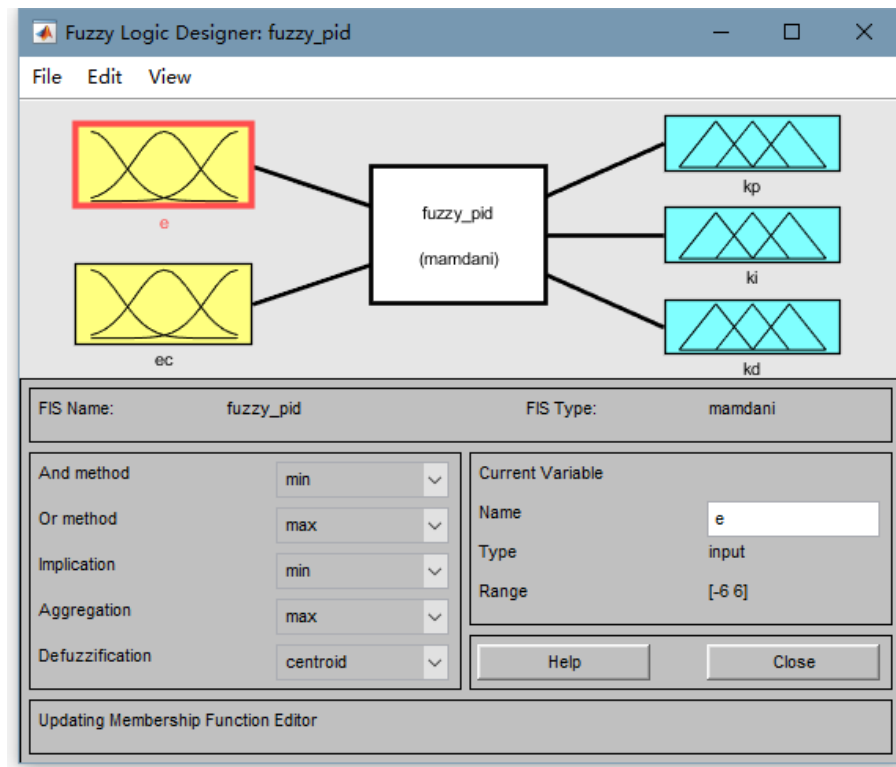 Fuzzy Logic Designer: fuzzy_pid
File Edit View
e
ec
fuzzy_pid
(mamdani)
kp
ki
kd
FIS Name: fuzzy_pid FIS Type: mamdani
And method min
Or method max
Implication min
Aggregation max
Defuzzification centroid
Current Variable
Name e
Type input
Range [-6 6]
Help Close
Updating Membership Function Editor